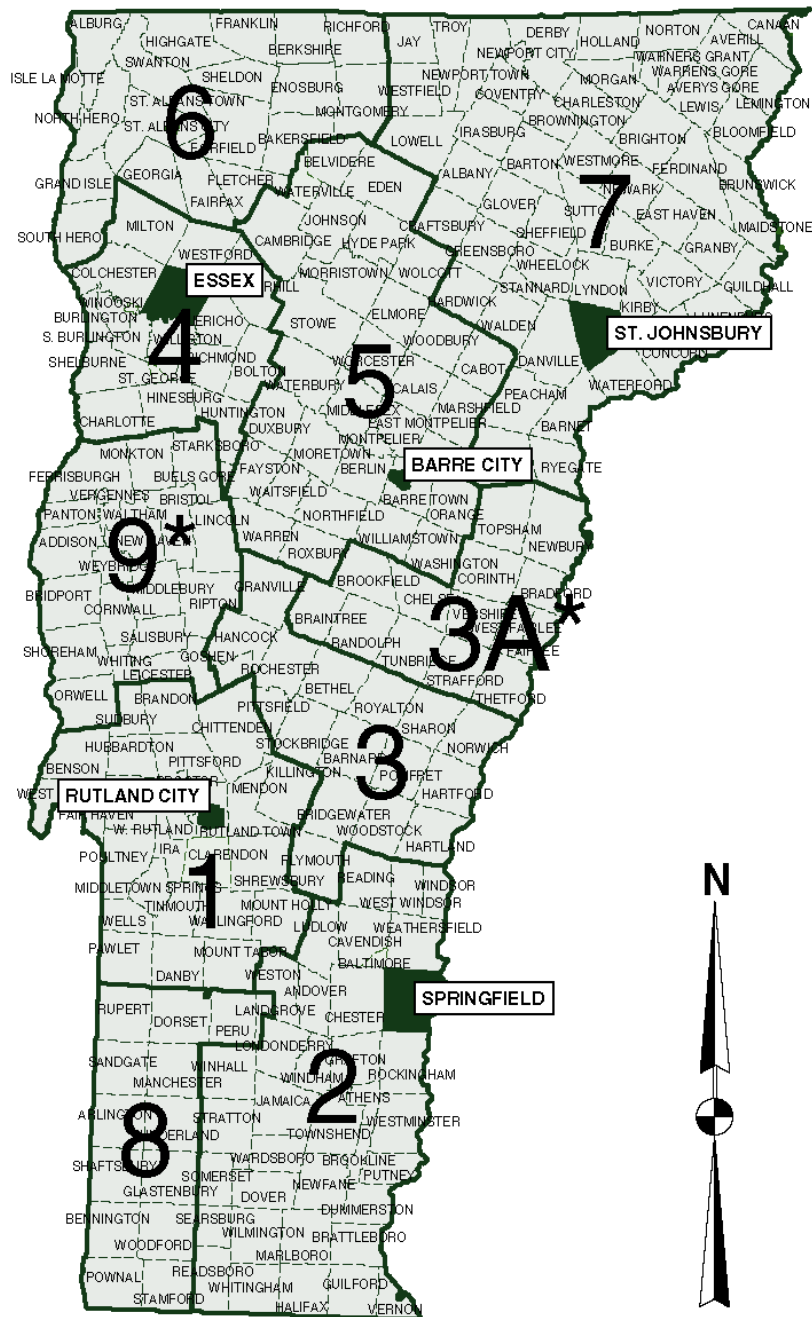 ALBURG
FRANKLIN
RICHFORD
JAY
TROY
DERBY
HOLLAND
NORTON
AVERILL
CANAAN
HIGHGATE
BERKSHIRE
NEWPORT CITY
WARNERS GRANT
WARRENS GORE
SWANTON
ISLE LA MOTTE
SHELDON
ENOSBURG
NEWPORT TOWN
WESTFIELD
COVENTRY
MORGAN
AVERYS GORE
LEWIS
LEMINGTON
ST. ALBANS TOWN
ST. ALBANS CITY
NORTH HERO
MONTGOMERY
CHARLESTON
BROWNINGTON
IRASBURG
BRIGHTON
BLOOMFIELD
6
FAIRFIELD
BAKERSFIELD
LOWELL
BELVIDERE
GEORGIA
FLETCHER
WATERVILLE
EDEN
ALBANY
BARTON
WESTMORE
FERDINAND
BRUNSWICK
NEWARK
7
GRAND ISLE
FAIRFAX
JOHNSON
GLOVER
SUTTON
EAST HAVEN
MAIDSTONE
SOUTH HERO
MILTON
CAMBRIDGE
HYDE PARK
CRAFTSBURY
SHEFFIELD
BURKE
GRANBY
WESTFORD
GREENSBORO
WHEELOCK
COLCHESTER
ESSEX
MORRISTOWN
WOLCOTT
STANNARD
LYNDON
VICTORY
GUILDHALL
WINOOSKI
BURLINGTON
HARDWICK
KIRBY
S. BURLINGTON
JERICHO
STOWE
ELMORE
WALDEN
ST. JOHNSBURY
4
WOODBURY
DANVILLE
CONCORD
SHELBURNE
RICHMOND
WORCESTER
CABOT
ST. GEORGE
BOLTON
WATERBURY
5
CALAIS
PEACHAM
WATERFORD
HINESBURG
MIDDLESEX
MARSHFIELD
CHARLOTTE
HUNTINGTON
DUXBURY
EAST MONTPELIER
BARNET
MONKTON
STARKSBORO
MONTPELIER
MORETOWN
BERLIN
BARRE CITY
RYEGATE
FERRISBURGH
BUELS GORE
FAYSTON
VERGENNES
BRISTOL
WAITSFIELD
BARRE TOWN
PANTON
WALTHAM
LINCOLN
NORTHFIELD
ORANGE
TOPSHAM
ADDISON
NEW HAVEN
WARREN
WILLIAMSTOWN
NEWBURY
9*
WEYBRIDGE
ROXBURY
WASHINGTON
CORINTH
BRIDPORT
MIDDLEBURY
GRANVILLE
BROOKFIELD
CHELSEA
BRADFORD
CORNWALL
RIPTON
BRAINTREE
VERSHIRE
WEST FAIRLEE
3A*
SALISBURY
HANCOCK
RANDOLPH
FAIRLEE
SHOREHAM
WHITING
GOSHEN
ROCHESTER
TUNBRIDGE
STRAFFORD
LEICESTER
BETHEL
THETFORD
ORWELL
BRANDON
PITTSFIELD
ROYALTON
SUDBURY
CHITTENDEN
SHARON
HUBBARDTON
STOCKBRIDGE
NORWICH
BENSON
PITTSFORD
BARNARD
3
POMFRET
KILLINGTON
WEST
RUTLAND CITY
MENDON
HARTFORD
FAIR HAVEN
BRIDGEWATER
W. RUTLAND
RUTLAND TOWN
WOODSTOCK
IRA
HARTLAND
POULTNEY
CLARENDON
PLYMOUTH
1
MIDDLETOWN SPRINGS
SHREWSBURY
READING
WINDSOR
TINMOUTH
MOUNT HOLLY
WEST WINDSOR
WELLS
WALLINGFORD
LUDLOW
WEATHERSFIELD
PAWLET
MOUNT TABOR
CAVENDISH
BALTIMORE
DANBY
WESTON
ANDOVER
SPRINGFIELD
RUPERT
DORSET
LANDGROVE
CHESTER
PERU
LONDONDERRY
SANDGATE
WINHALL
GRAFTON
ROCKINGHAM
MANCHESTER
WINDHAM
2
ARLINGTON
JAMAICA
ATHENS
8
STRATTON
WESTMINSTER
TOWNSHEND
SHAFTSBURY
WARDSBORO
BROOKLINE
SOMERSET
PUTNEY
GLASTENBURY
DOVER
NEWFANE
DUMMERSTON
BENNINGTON
SEARSBURG
WILMINGTON
BRATTLEBORO
WOODFORD
MARLBORO
POWNAL
READSBORO
WHITINGHAM
GUILFORD
STAMFORD
HALIFAX
VERNON
N